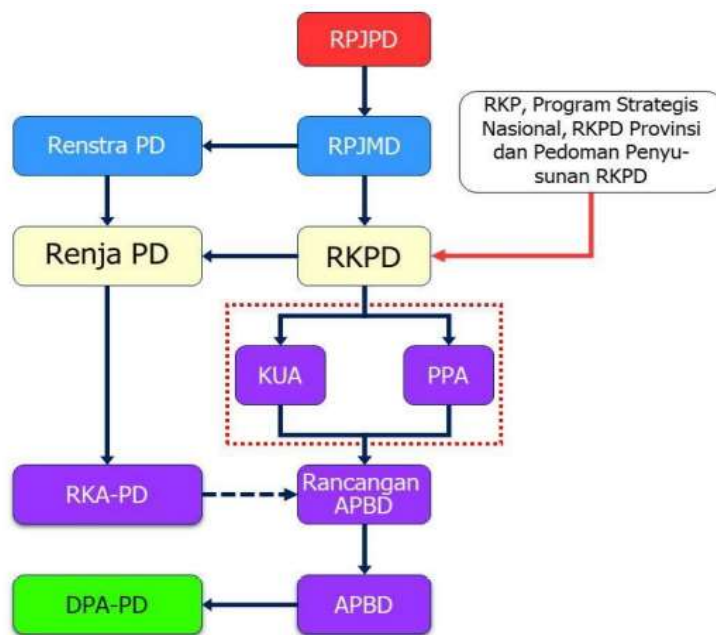 RPJPD
RKP, Program Strategis
Nasional, RKPD Provinsi
dan Pedoman Penyu-
sunan RKPD
Renstra PD
RPJMD
Renja PD
RKPD
KUA
PPA
RKA-PD
Rancangan
APBD
DPA-PD
APBD